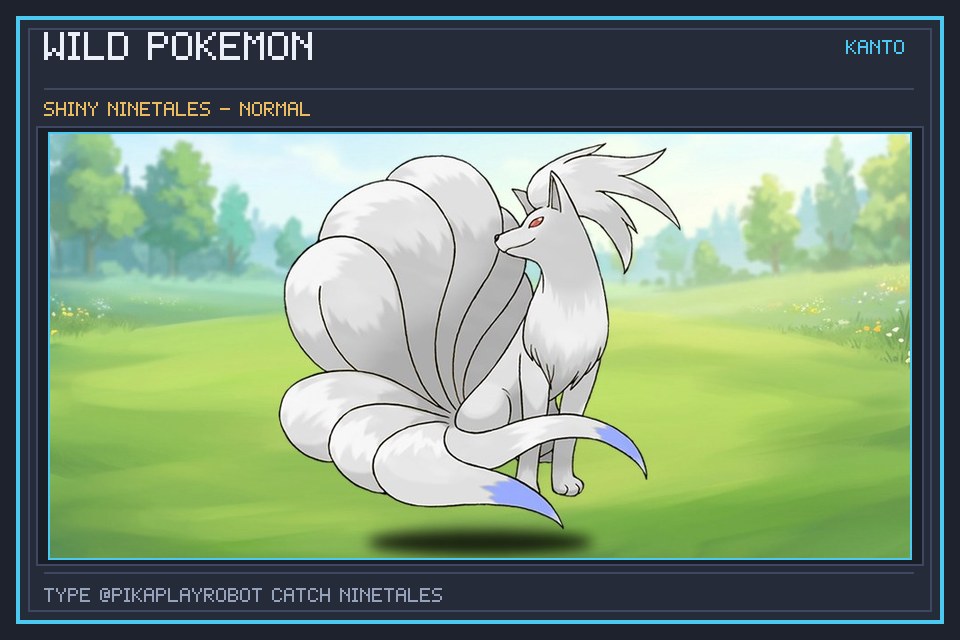 WILD POKEMON
KANTO
SHINY NINETALES - NORMAL
TYPE @PIKAPLAYROBOT CATCH NINETALES